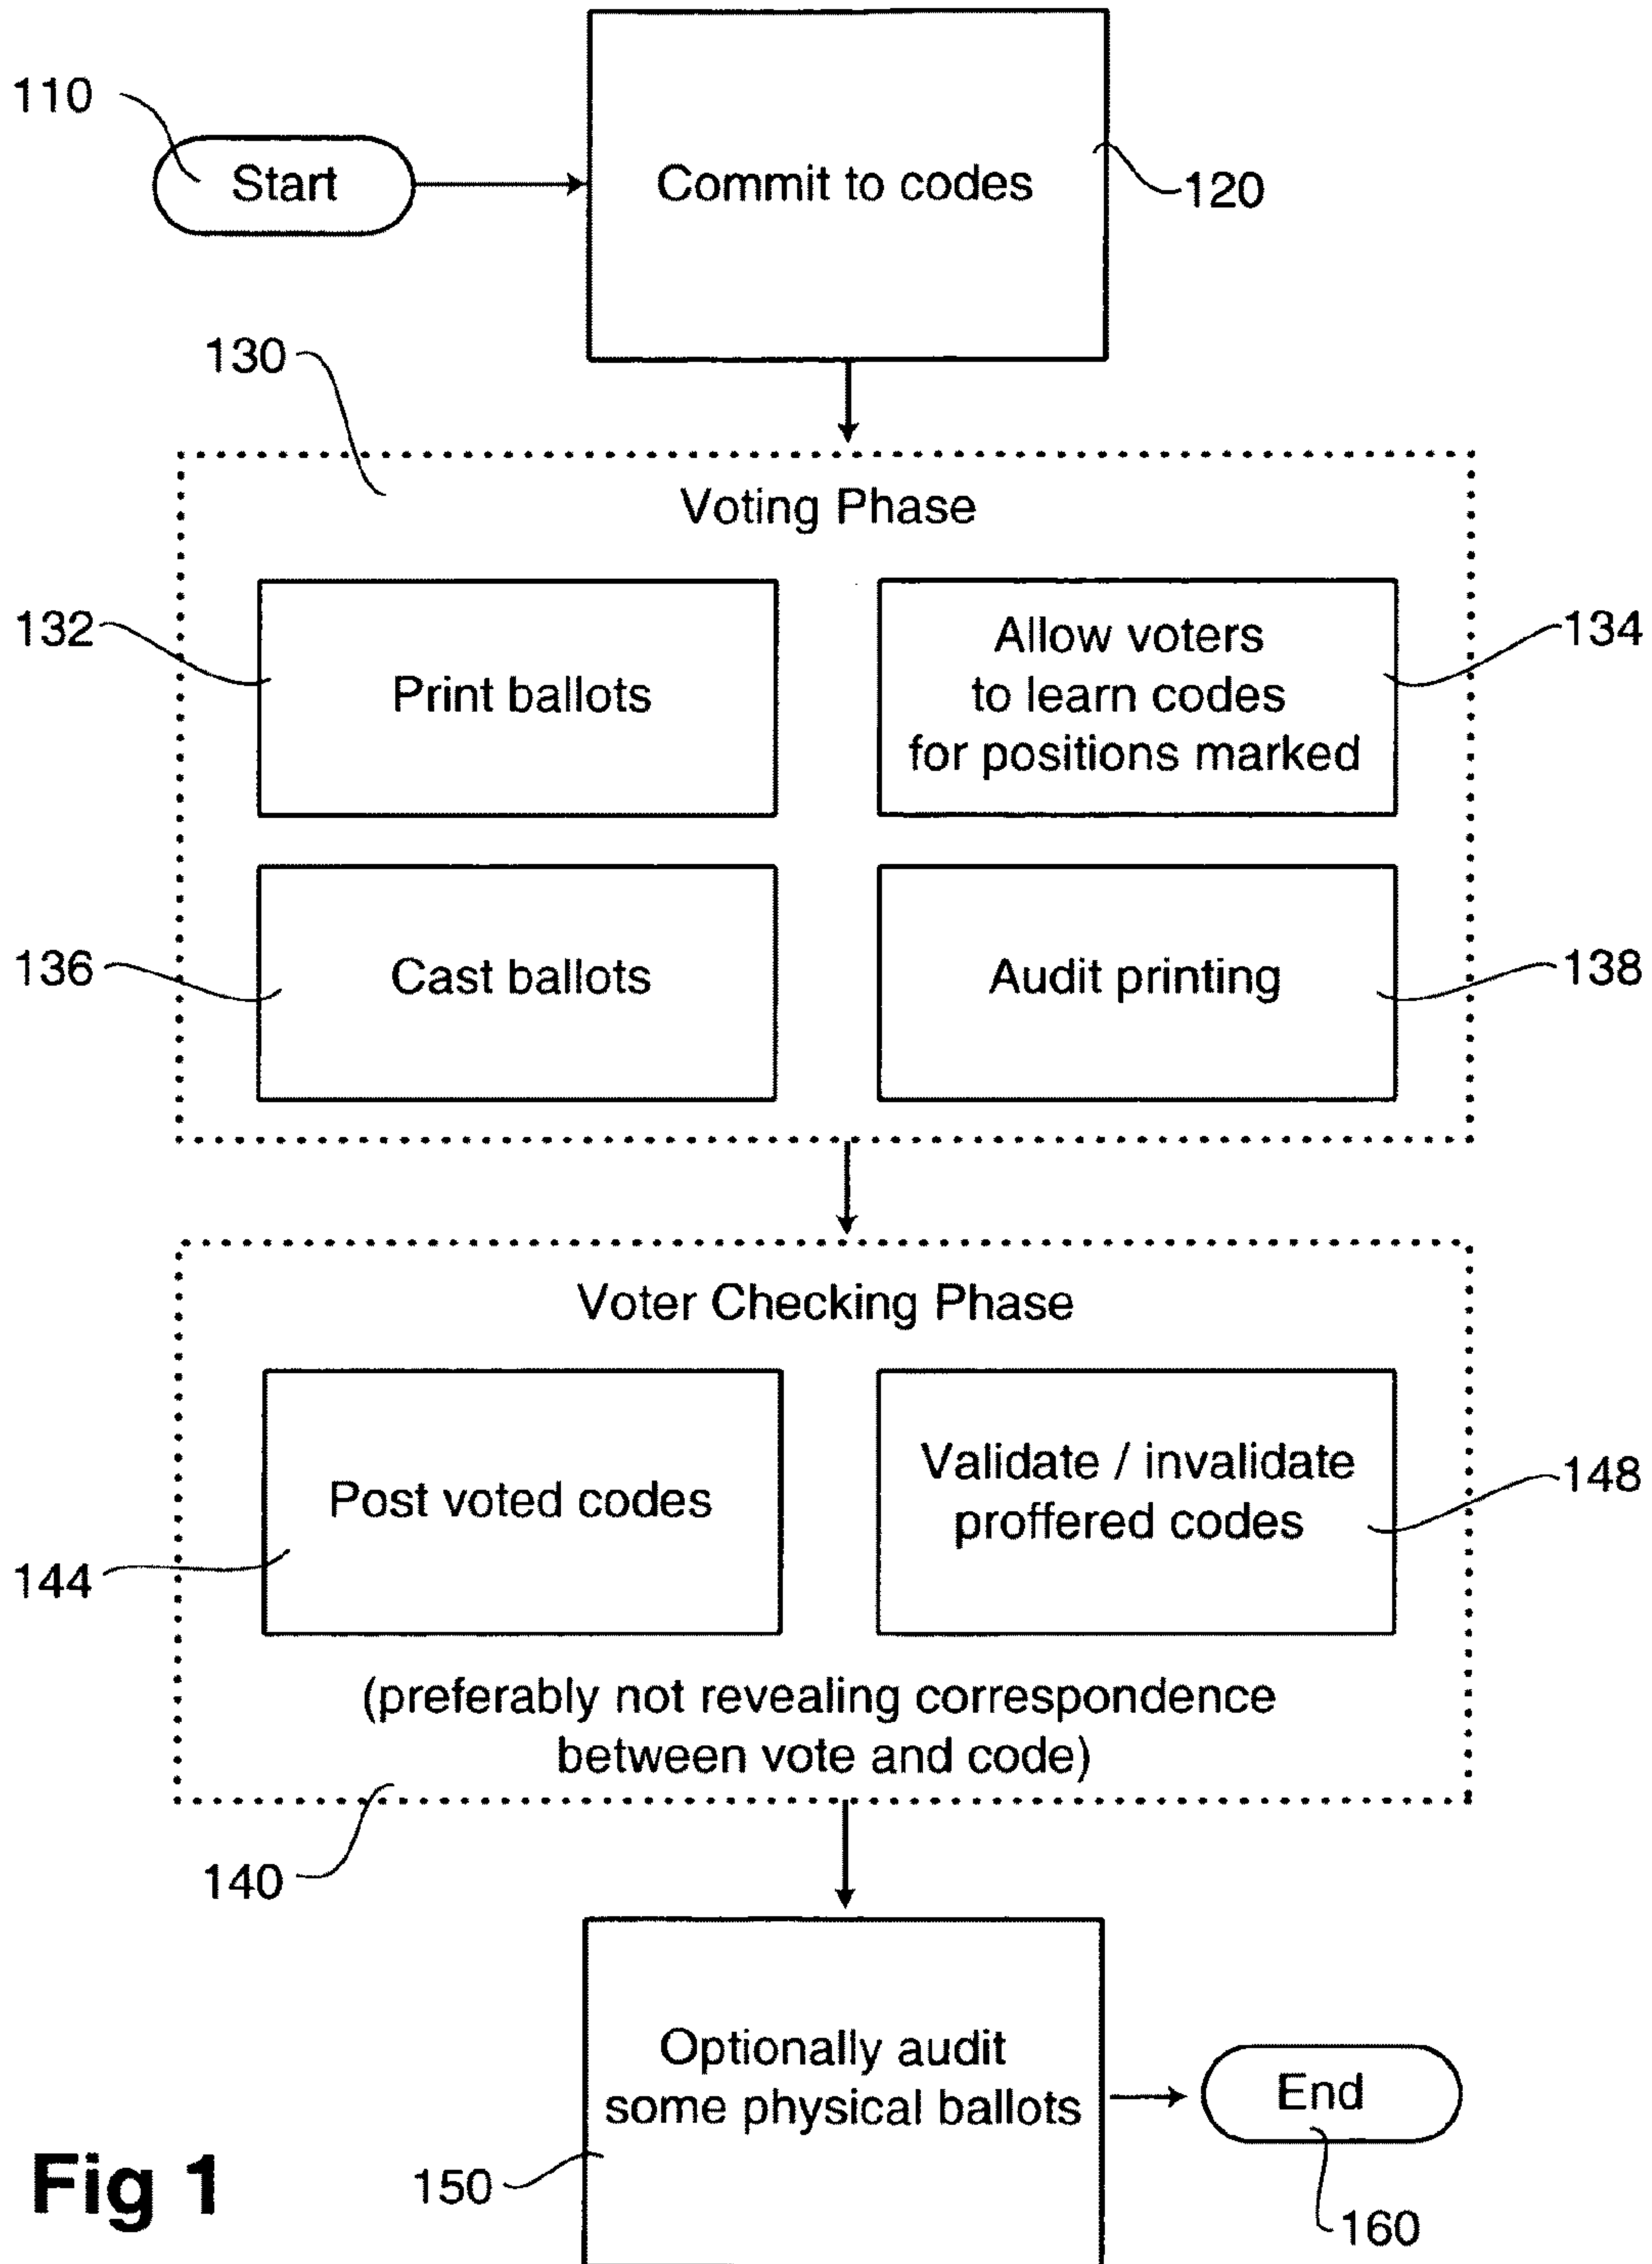 110
Start
Commit to codes
120
130
Voting Phase
132
Print ballots
Allow voters
to learn codes
for positions marked
134
136
Cast ballots
Audit printing
138
Voter Checking Phase
144
Post voted codes
Validate / invalidate
proffered codes
148
(preferably not revealing correspondence
between vote and code)
140
Optionally audit
some physical ballots
150
End
160
Fig 1